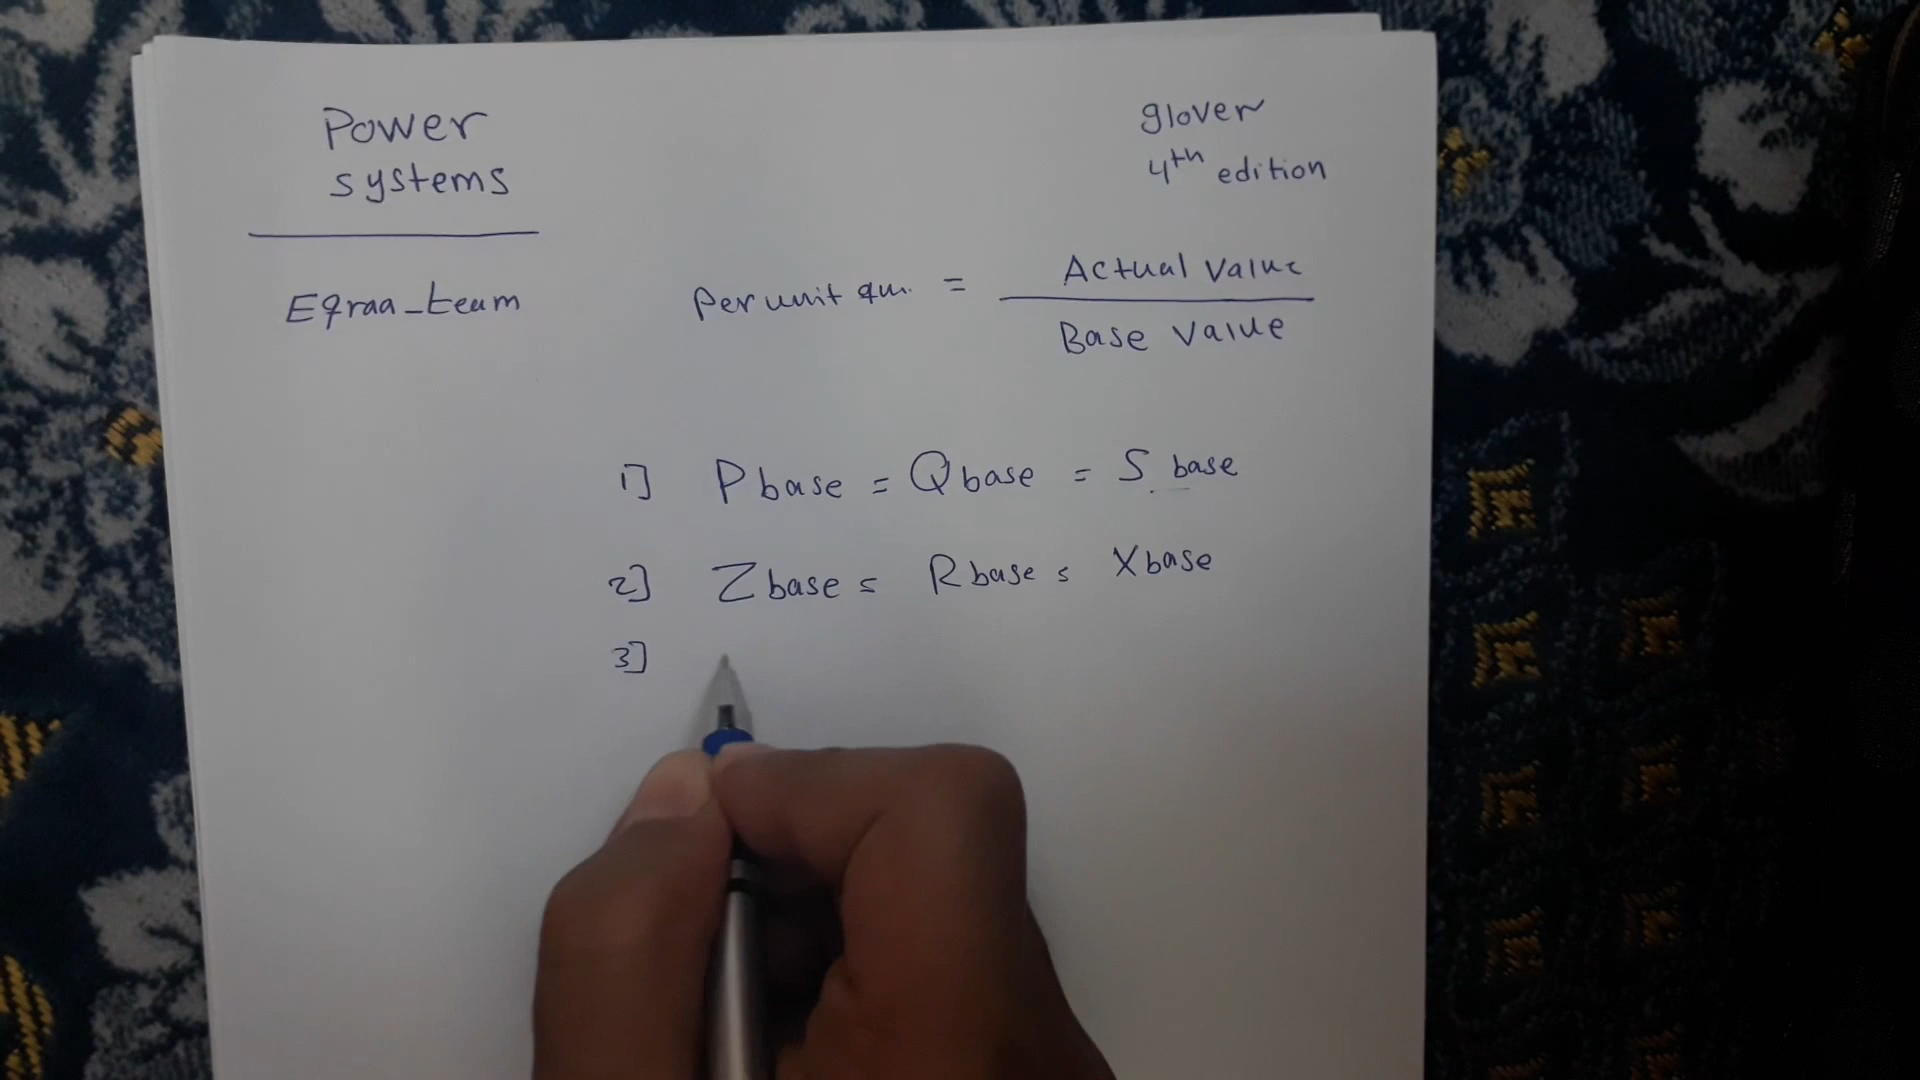 Power
systems
Eqraa_team
glover
4th edition
Per unit qu. = Actual Value
Base Value
1] Pbase = Qbase = S base
2] Zbase = Rbase = Xbase
3]